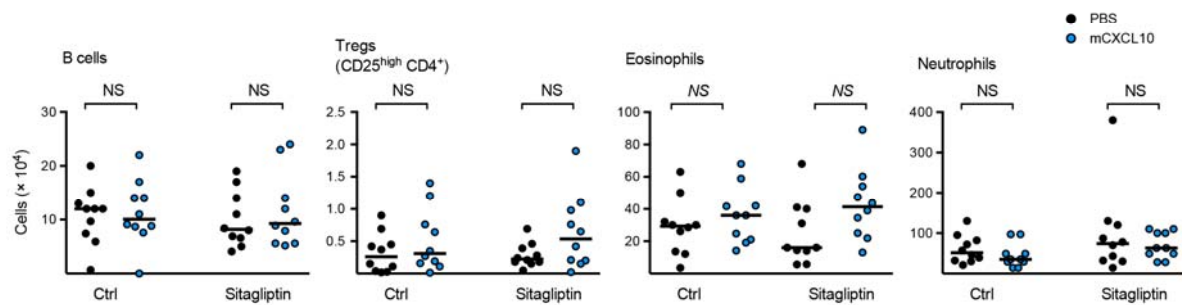 PBS
mCXCL10
B cells
Tregs
(CD25high CD4+)
Eosinophils
Neutrophils
NS NS NS NS NS NS NS NS
Cells (× 10⁴)
30
20
10
Ctrl Sitagliptin
2.5
2.0
1.5
1.0
0.5
Ctrl Sitagliptin
100
80
60
40
20
Ctrl Sitagliptin
400
300
200
100
Ctrl Sitagliptin